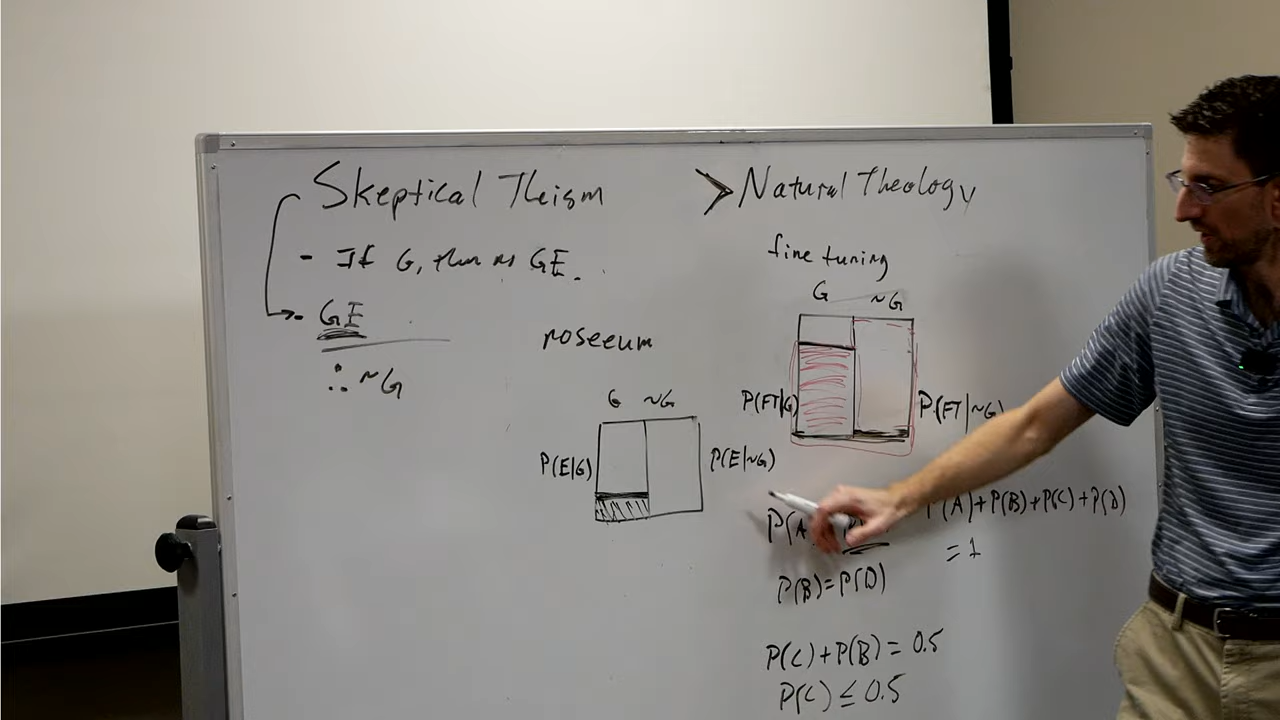 Skeptical Theism
- If G, then no GE.
- GE
∴ ~G
noseeum
G ~G
P(E|G) P(E|~G)
> Natural Theology
fine tuning
G ~G
P(FT|G) P(FT|~G)
P(A
P(A)+P(B)+P(C)+P(D)
= 1
P(B)=P(D)
P(C)+P(B) = 0.5
P(C) ≤ 0.5